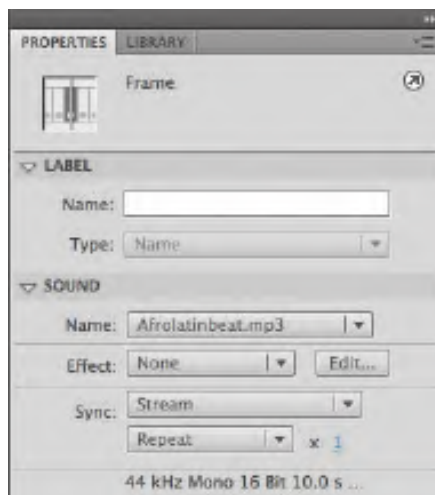 PROPERTIES LIBRARY
Frame
LABEL
Name:
Type: Name
SOUND
Name: Afrolatinbeat.mp3
Effect: None Edit...
Sync: Stream
Repeat x 1
44 kHz Mono 16 Bit 10.0 s ...